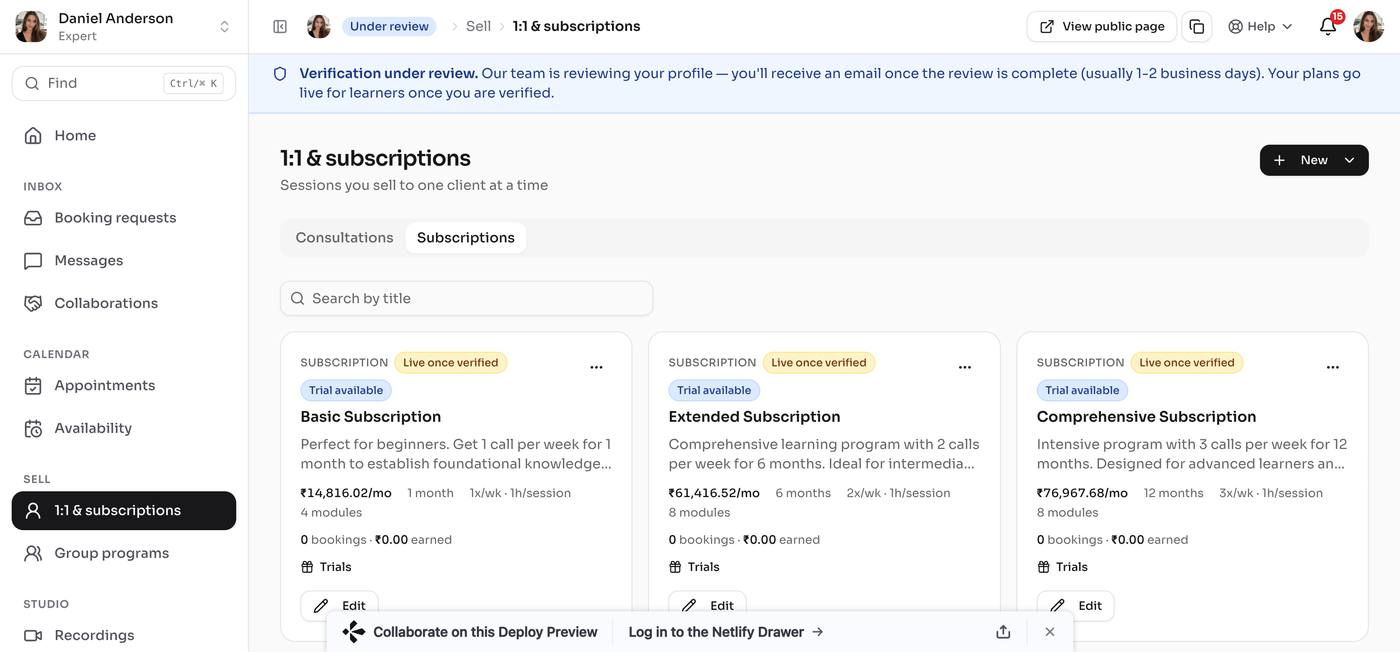 Daniel Anderson
Expert
Under review
Sell
1:1 & subscriptions
View public page
Help
15
Find
Ctrl/⌘ K
Verification under review. Our team is reviewing your profile — you'll receive an email once the review is complete (usually 1-2 business days). Your plans go
live for learners once you are verified.
Home
INBOX
Booking requests
Messages
Collaborations
CALENDAR
Appointments
Availability
SELL
1:1 & subscriptions
Group programs
STUDIO
Recordings
1:1 & subscriptions
New
Sessions you sell to one client at a time
Consultations
Subscriptions
Search by title
SUBSCRIPTION Live once verified
Trial available
Basic Subscription
Perfect for beginners. Get 1 call per week for 1
month to establish foundational knowledge...
₹14,816.02/mo 1 month 1x/wk · 1h/session
4 modules
0 bookings · ₹0.00 earned
Trials
Edit
SUBSCRIPTION Live once verified
Trial available
Extended Subscription
Comprehensive learning program with 2 calls
per week for 6 months. Ideal for intermedia...
₹61,416.52/mo 6 months 2x/wk · 1h/session
8 modules
0 bookings · ₹0.00 earned
Trials
Edit
SUBSCRIPTION Live once verified
Trial available
Comprehensive Subscription
Intensive program with 3 calls per week for 12
months. Designed for advanced learners an...
₹76,967.68/mo 12 months 3x/wk · 1h/session
8 modules
0 bookings · ₹0.00 earned
Trials
Edit
Collaborate on this Deploy Preview
Log in to the Netlify Drawer →